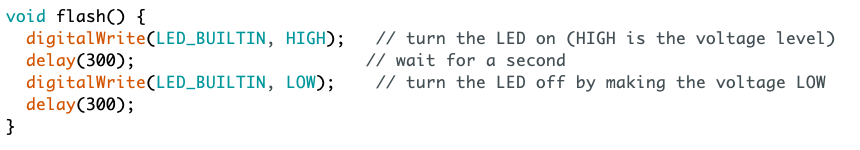 void flash() {
  digitalWrite(LED_BUILTIN, HIGH);   // turn the LED on (HIGH is the voltage level)
  delay(300);                       // wait for a second
  digitalWrite(LED_BUILTIN, LOW);    // turn the LED off by making the voltage LOW
  delay(300);
}